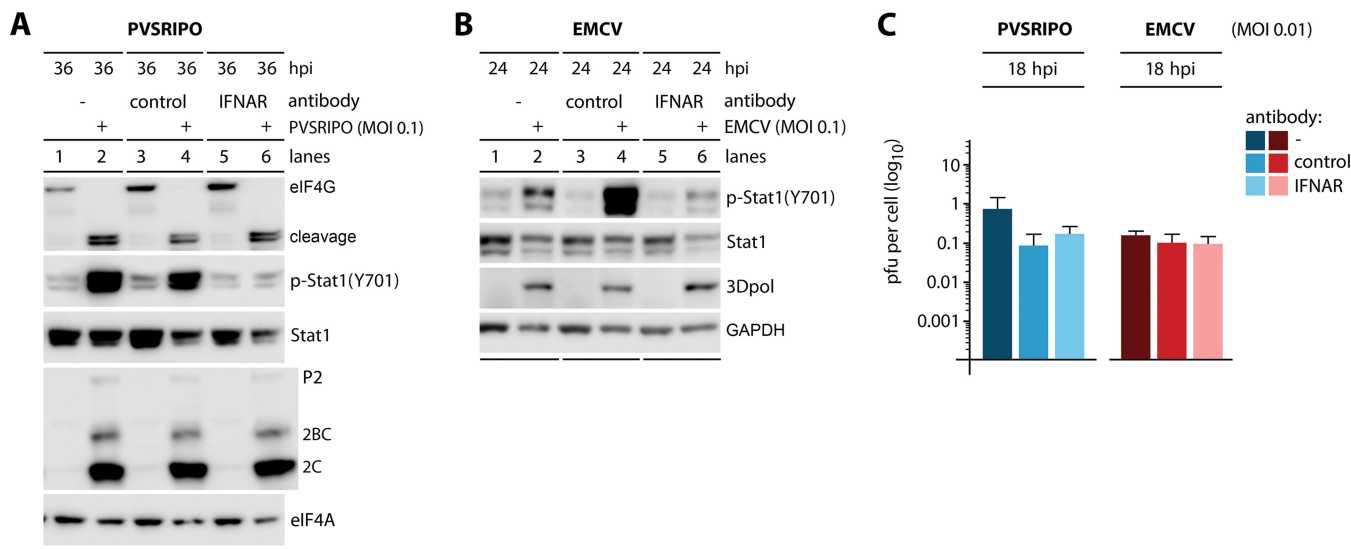 A
PVSRIPO
36 36 36 36 36 36 hpi
- control IFNAR antibody
+ + + PVSRIPO (MOI 0.1)
1 2 3 4 5 6 lanes
eIF4G
cleavage
p-Stat1(Y701)
Stat1
P2
2BC
2C
eIF4A
B
EMCV
24 24 24 24 24 24 hpi
- control IFNAR antibody
+ + + EMCV (MOI 0.1)
1 2 3 4 5 6 lanes
p-Stat1(Y701)
Stat1
3Dpol
GAPDH
C
PVSRIPO EMCV (MOI 0.01)
18 hpi 18 hpi
antibody:
-
control
IFNAR
pfu per cell (log10)
10
1
0.1
0.01
0.001